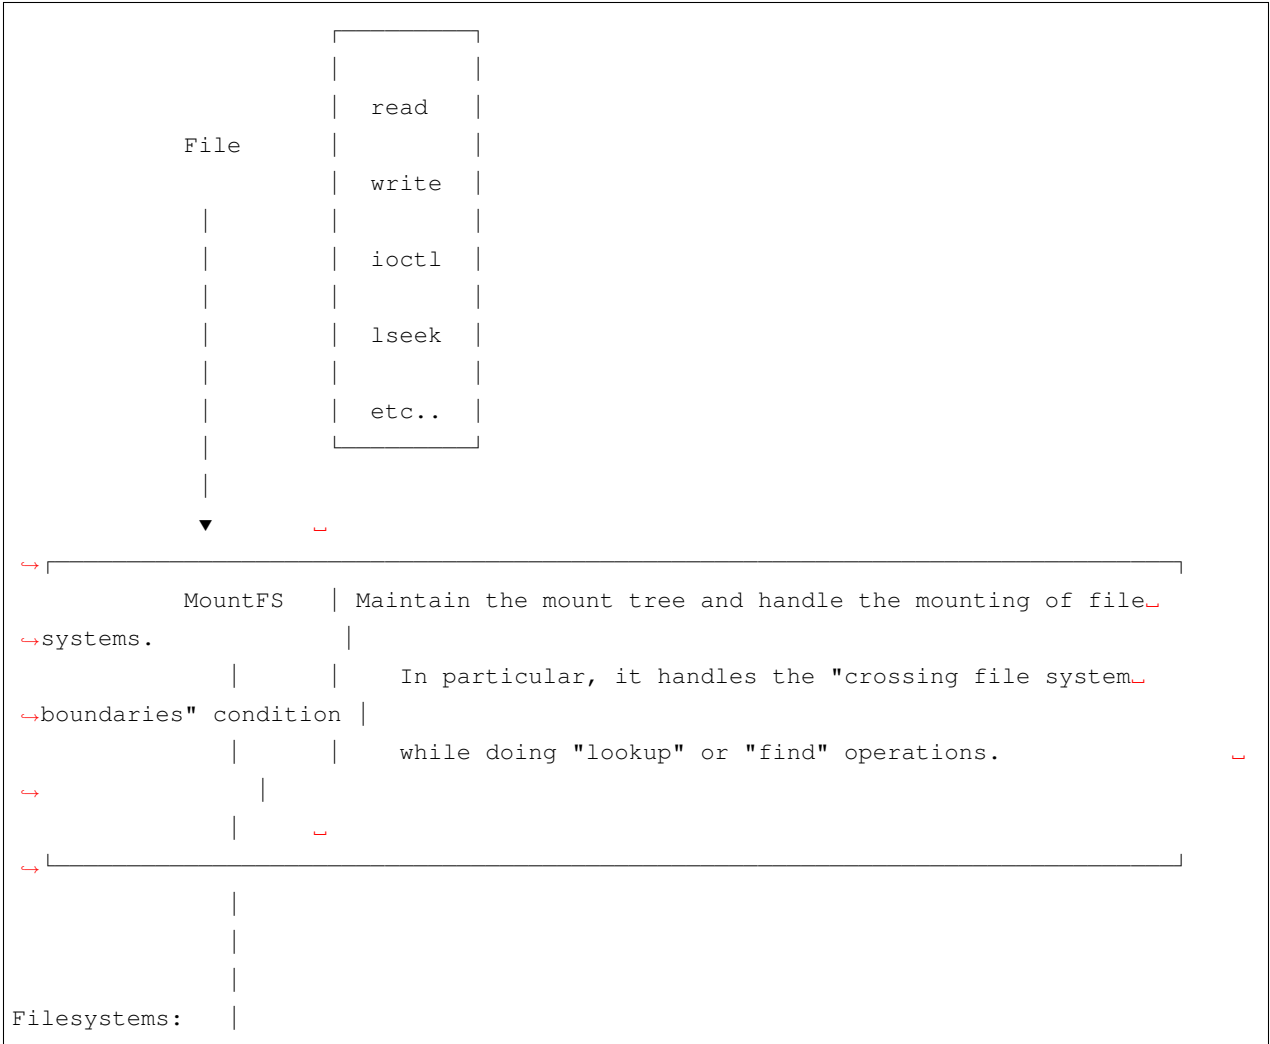 read
File
write
ioctl
lseek
etc..
MountFS │ Maintain the mount tree and handle the mounting of file
systems. │
In particular, it handles the "crossing file system
boundaries" condition │
while doing "lookup" or "find" operations.
Filesystems: